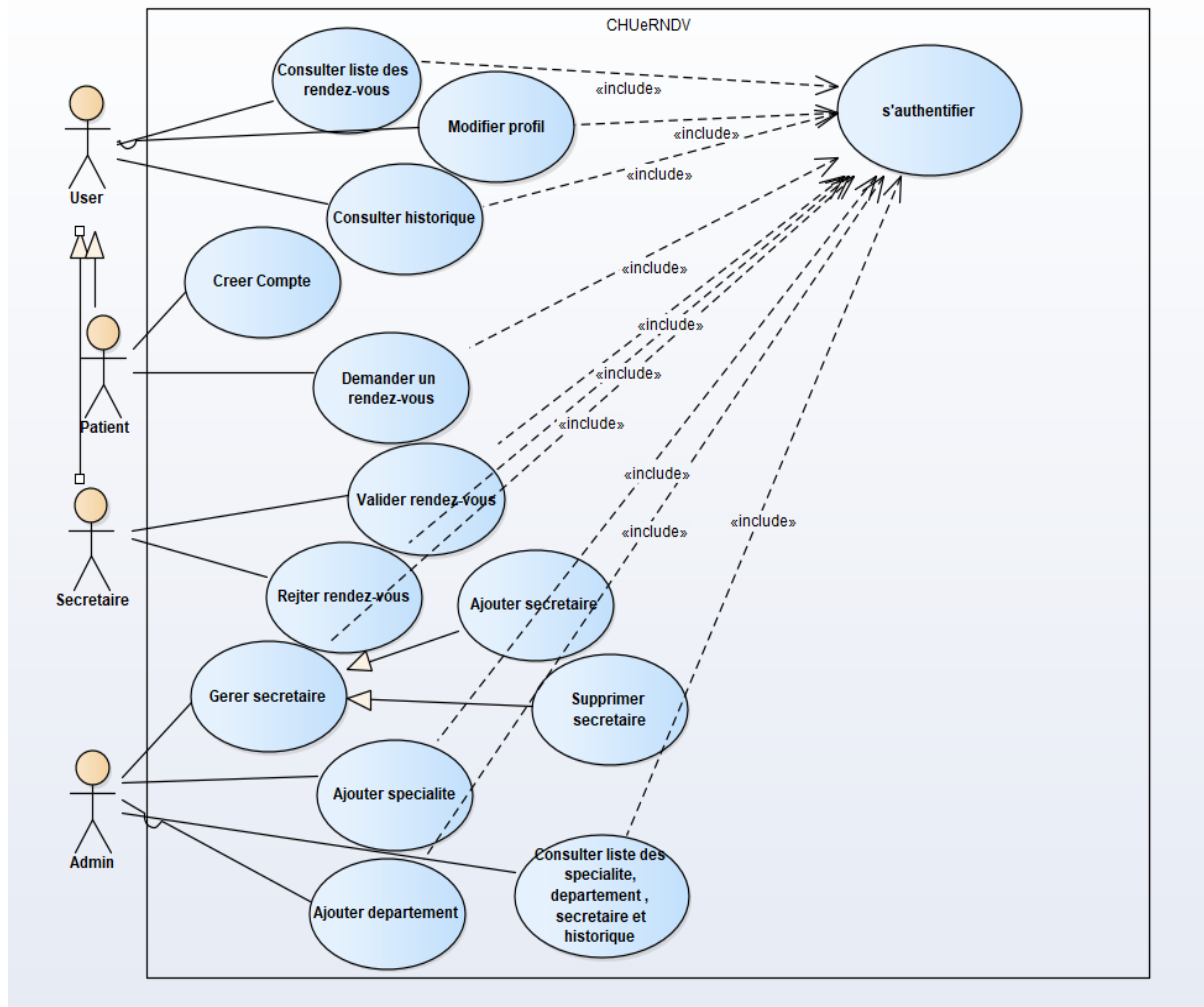 CHUeRNDV
Consulter liste des
rendez-vous
«include»
s'authentifier
Modifier profil
«include»
User
«include»
Consulter historique
Creer Compte
«include»
«include»
Demander un
rendez-vous
«include»
Patient
«include»
Valider rendez-vous
«include»
«include»
«include»
Secretaire
Rejter rendez-vous
Ajouter secretaire
Gerer secretaire
Supprimer
secretaire
Ajouter specialite
Admin
Consulter liste des
specialite,
departement ,
secretaire et
historique
Ajouter departement